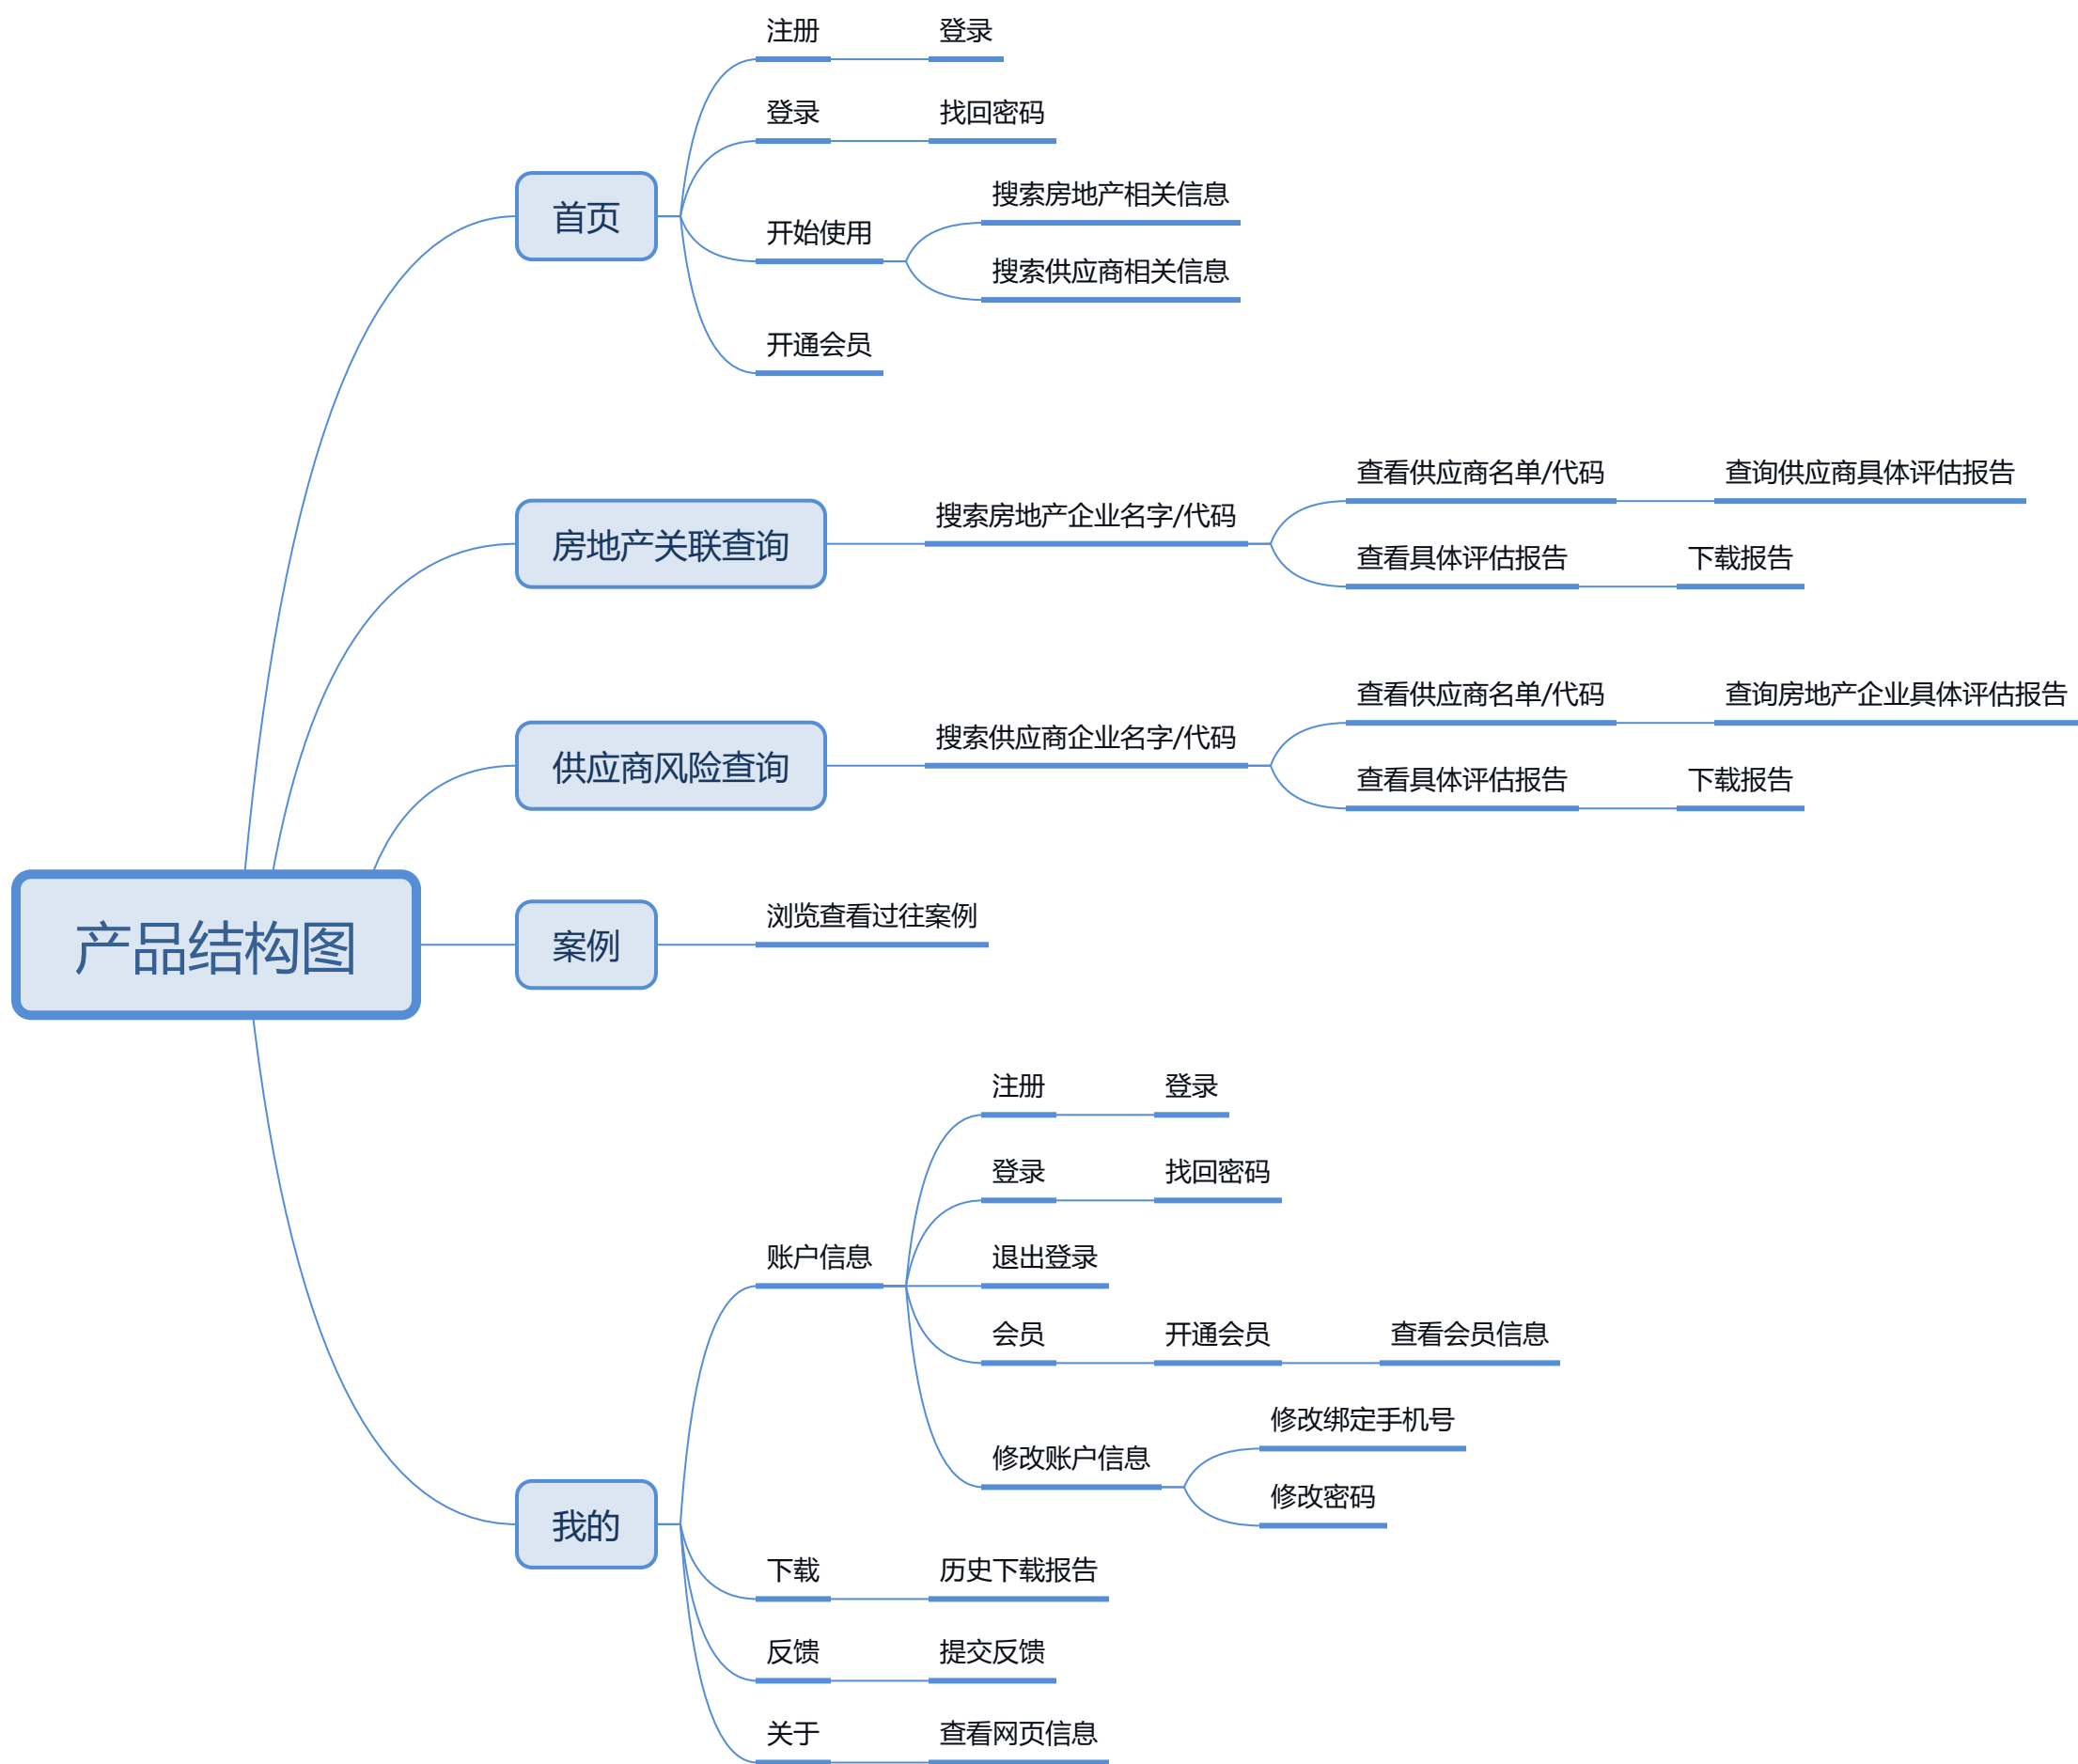 产品结构图
首页
注册
登录
登录
找回密码
开始使用
搜索房地产相关信息
搜索供应商相关信息
开通会员
房地产关联查询
搜索房地产企业名字/代码
查看供应商名单/代码
查询供应商具体评估报告
查看具体评估报告
下载报告
供应商风险查询
搜索供应商企业名字/代码
查看供应商名单/代码
查询房地产企业具体评估报告
查看具体评估报告
下载报告
案例
浏览查看过往案例
我的
账户信息
注册
登录
登录
找回密码
退出登录
会员
开通会员
查看会员信息
修改账户信息
修改绑定手机号
修改密码
下载
历史下载报告
反馈
提交反馈
关于
查看网页信息